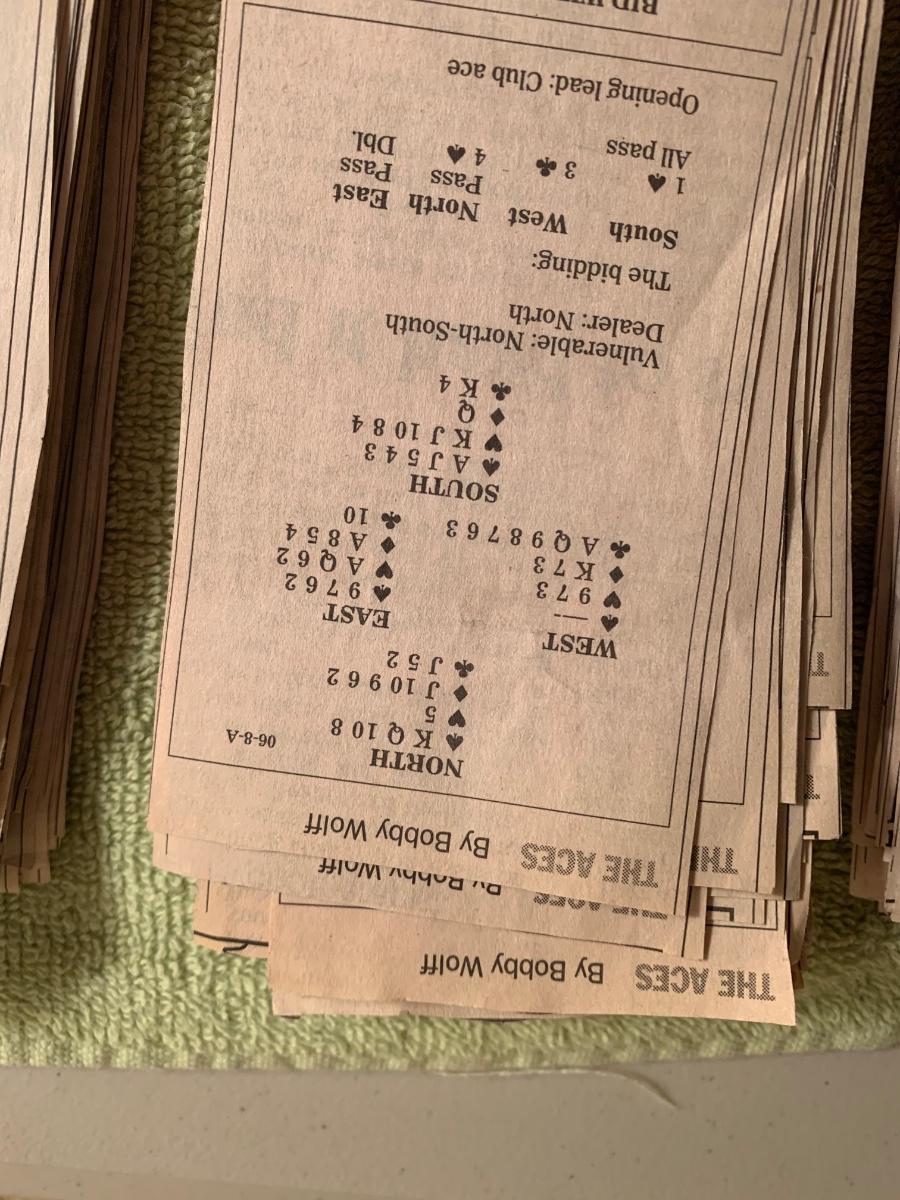 THE ACES By Bobby Wolff
THE ACES By Bobby Wolff
THE ACES By Bobby Wolff
NORTH 06-8-A
♠ K Q 10 8
♥ 5
♦ J 10 9 6 2
♣ J 5 2
WEST EAST
♠ — ♠ 9 7 6 2
♥ 9 7 3 ♥ A Q 6 2
♦ K 7 3 ♦ A 8 5 4
♣ A Q 9 8 7 6 3 ♣ 10
SOUTH
♠ A J 5 4 3
♥ K J 10 8 4
♦ Q
♣ K 4
Vulnerable: North-South
Dealer: North
The bidding:
South West North East
Pass Pass
1 ♠ 3 ♣ 4 ♠ Dbl.
All pass
Opening lead: Club ace
BID